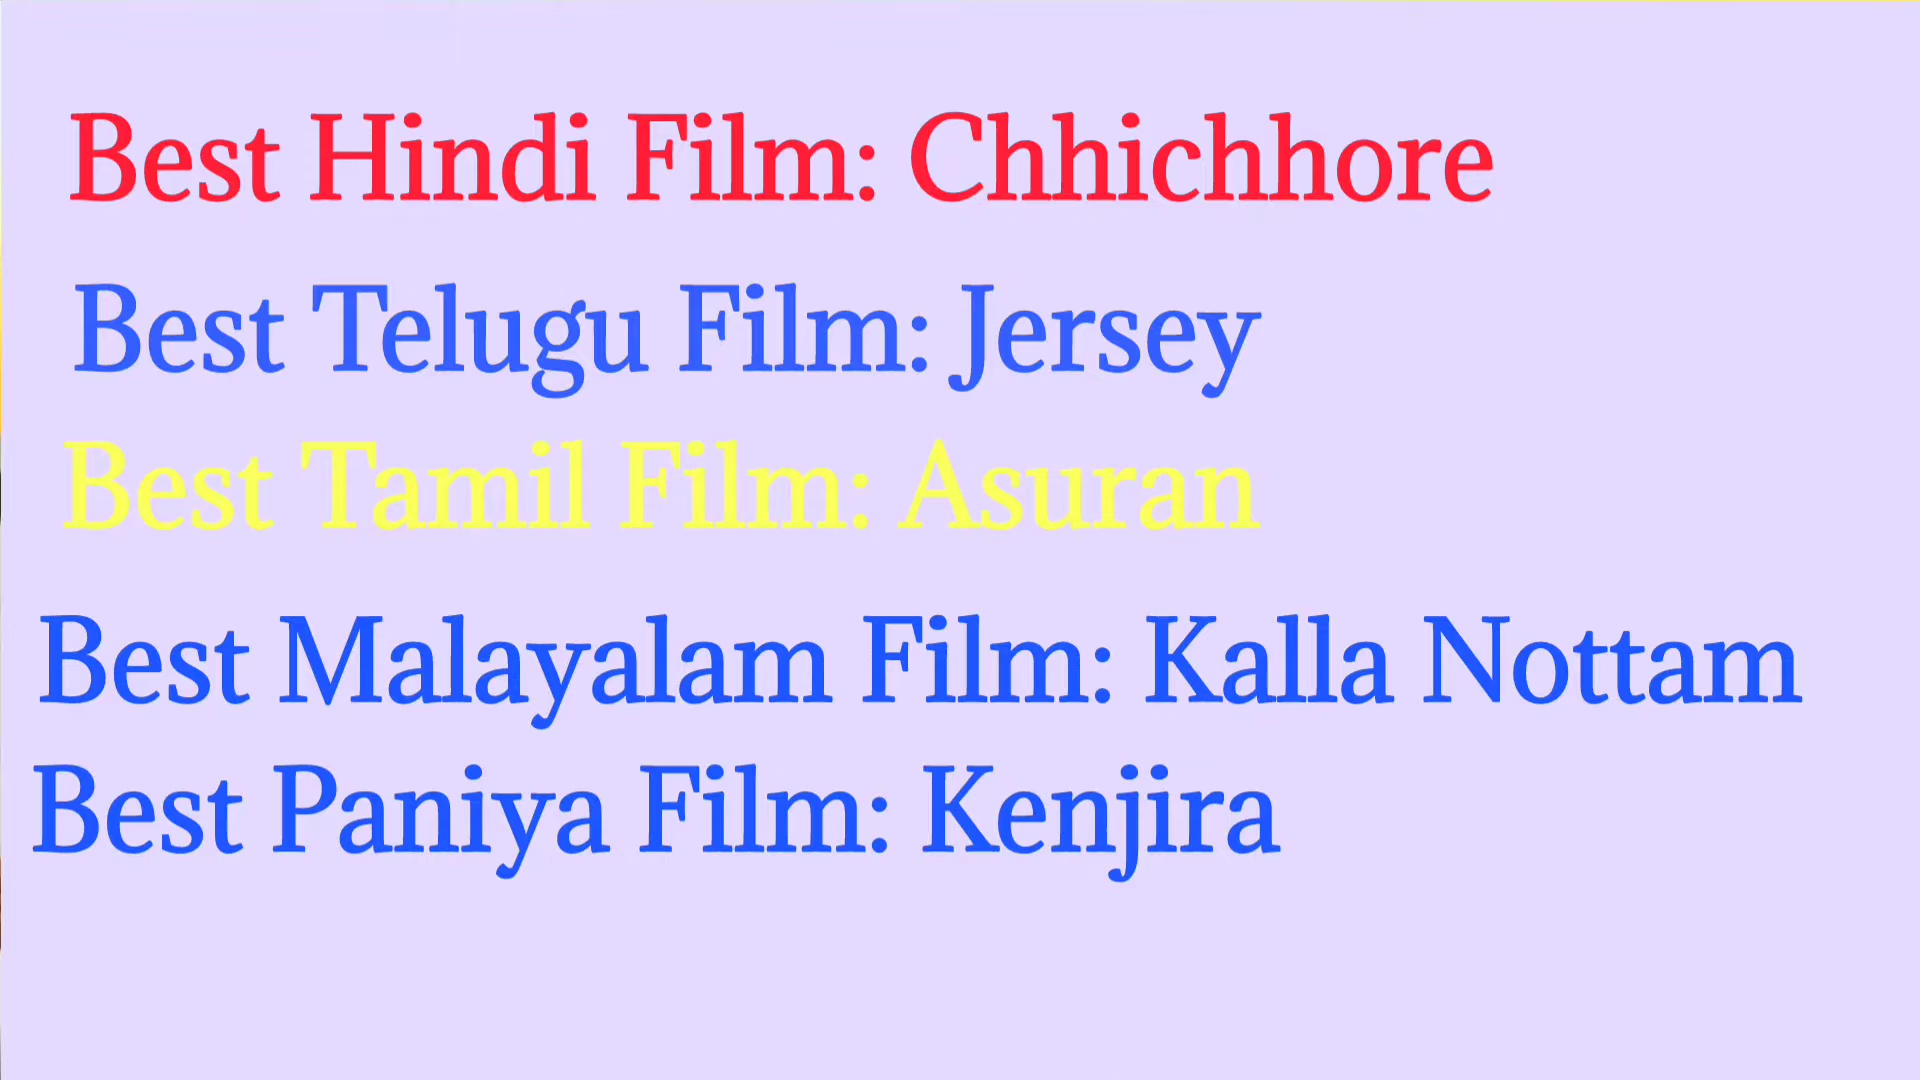 Best Hindi Film: Chhichhore
Best Telugu Film: Jersey
Best Tamil Film: Asuran
Best Malayalam Film: Kalla Nottam
Best Paniya Film: Kenjira